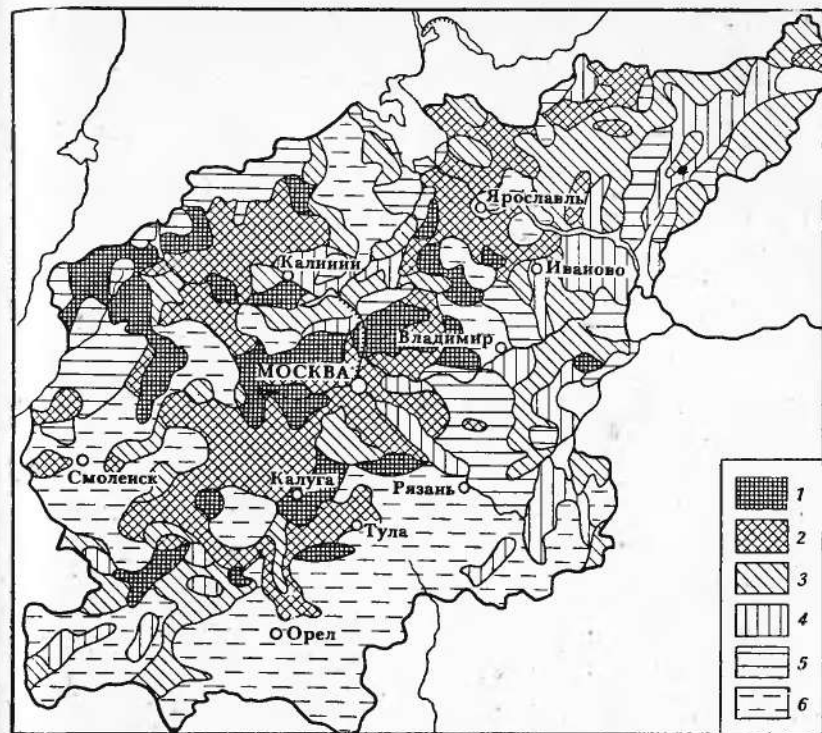 Ярославль
Калинин
Иваново
Владимир
МОСКВА
Смоленск
Калуга
Рязань
Тула
Орел
1
2
3
4
5
6